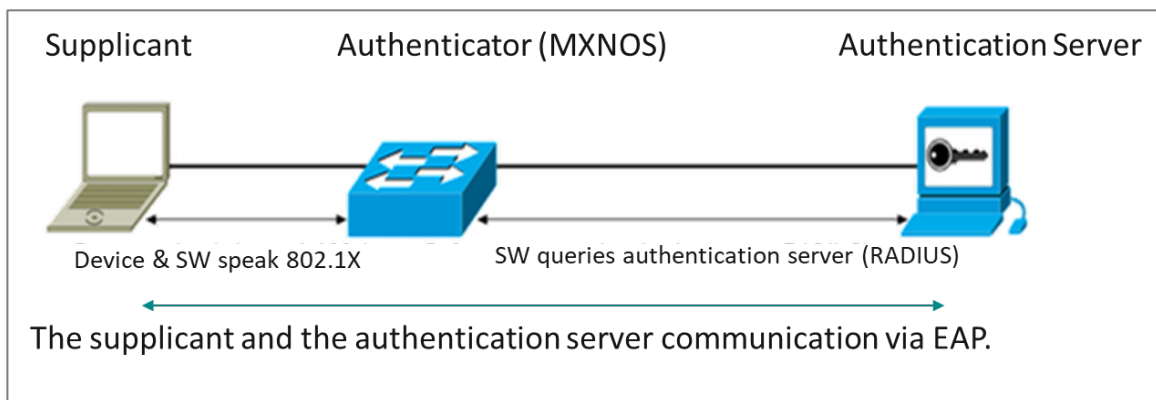 Supplicant
Authenticator (MXNOS)
Authentication Server
Device & SW speak 802.1X
SW queries authentication server (RADIUS)
The supplicant and the authentication server communication via EAP.